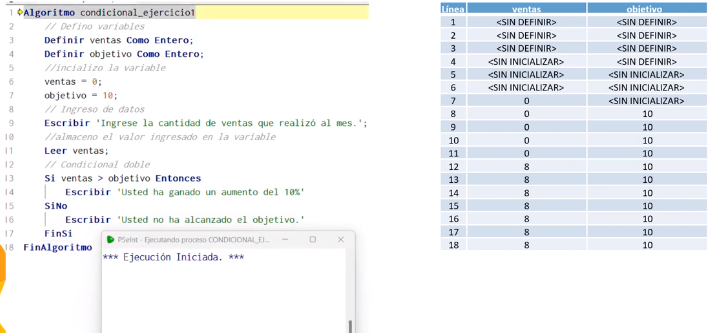 1 Algoritmo condicional_ejercicio1
2 // Defino variables
3 Definir ventas Como Entero;
4 Definir objetivo Como Entero;
5 //incializo la variable
6 ventas = 0;
7 objetivo = 10;
8 // Ingreso de datos
9 Escribir 'Ingrese la cantidad de ventas que realizó al mes.';
10 //almaceno el valor ingresado en la variable
11 Leer ventas;
12 // Condicional doble
13 Si ventas > objetivo Entonces
14 Escribir 'Usted ha ganado un aumento del 10%'
15 SiNo
16 Escribir 'Usted no ha alcanzado el objetivo.'
17 FinSi
18 FinAlgoritmo
PSeInt - Ejecutando proceso CONDICIONAL_EJ...
*** Ejecución Iniciada. ***
Línea ventas objetivo
1 <SIN DEFINIR> <SIN DEFINIR>
2 <SIN DEFINIR> <SIN DEFINIR>
3 <SIN DEFINIR> <SIN DEFINIR>
4 <SIN INICIALIZAR> <SIN DEFINIR>
5 <SIN INICIALIZAR> <SIN INICIALIZAR>
6 <SIN INICIALIZAR> <SIN INICIALIZAR>
7 0 <SIN INICIALIZAR>
8 0 10
9 0 10
10 0 10
11 0 10
12 8 10
13 8 10
14 8 10
15 8 10
16 8 10
17 8 10
18 8 10